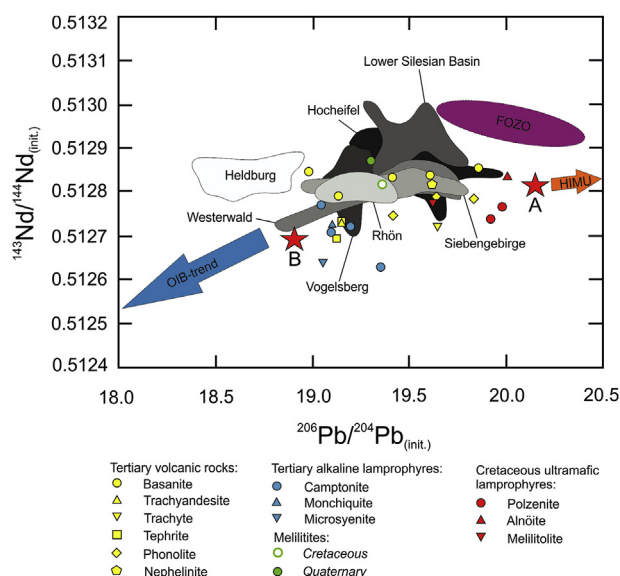 0.5132
0.5131
0.5130
0.5129
0.5128
0.5127
0.5126
0.5125
0.5124
143Nd/144Nd(init.)
Lower Silesian Basin
Hocheifel
FOZO
Heldburg
HIMU
A
Westerwald
Rhön
Siebengebirge
B
OIB-trend
Vogelsberg
18.0 18.5 19.0 19.5 20.0 20.5
206Pb/204Pb(init.)
Tertiary volcanic rocks:
Basanite
Trachyandesite
Trachyte
Tephrite
Phonolite
Nephelinite
Tertiary alkaline lamprophyres:
Camptonite
Monchiquite
Microsyenite
Melilitites:
Cretaceous
Quaternary
Cretaceous ultramafic
lamprophyres:
Polzenite
Alnöite
Melilitolite